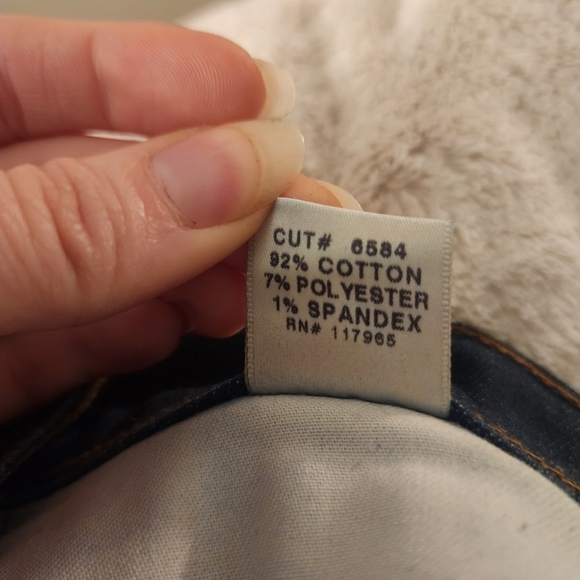 CUT# 6584
92% COTTON
7% POLYESTER
1% SPANDEX
RN# 117965